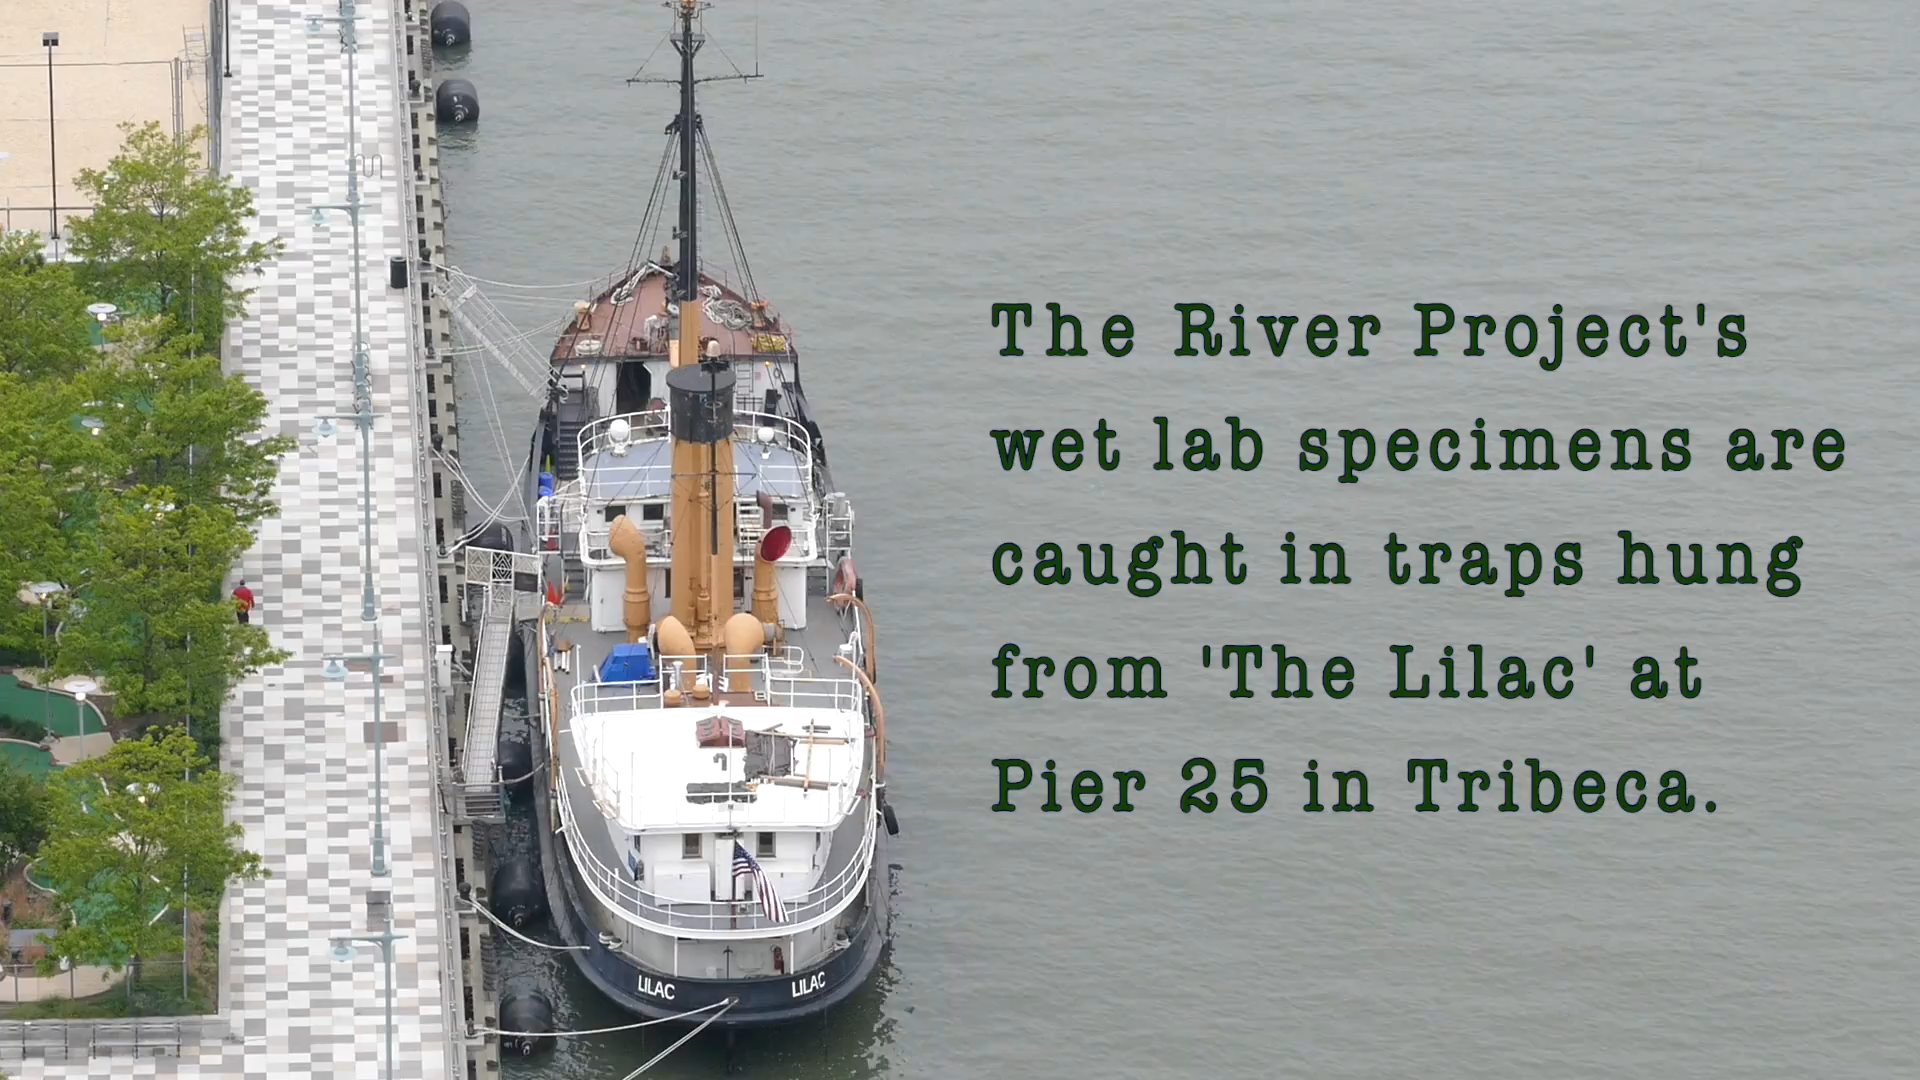 The River Project's
wet lab specimens are
caught in traps hung
from 'The Lilac' at
Pier 25 in Tribeca.
LILAC LILAC